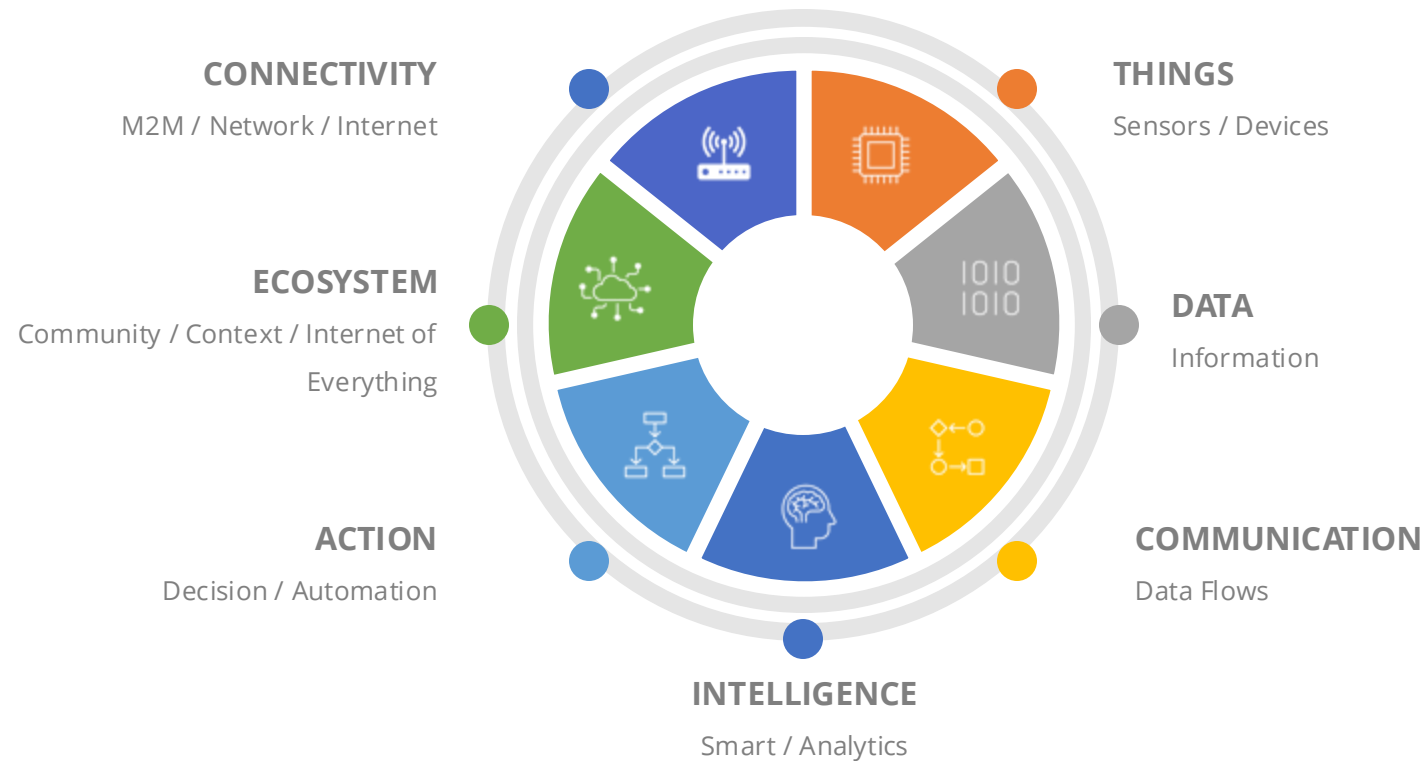 CONNECTIVITY
M2M / Network / Internet
THINGS
Sensors / Devices
ECOSYSTEM
Community / Context / Internet of
Everything
1010
1010
DATA
Information
ACTION
Decision / Automation
COMMUNICATION
Data Flows
INTELLIGENCE
Smart / Analytics